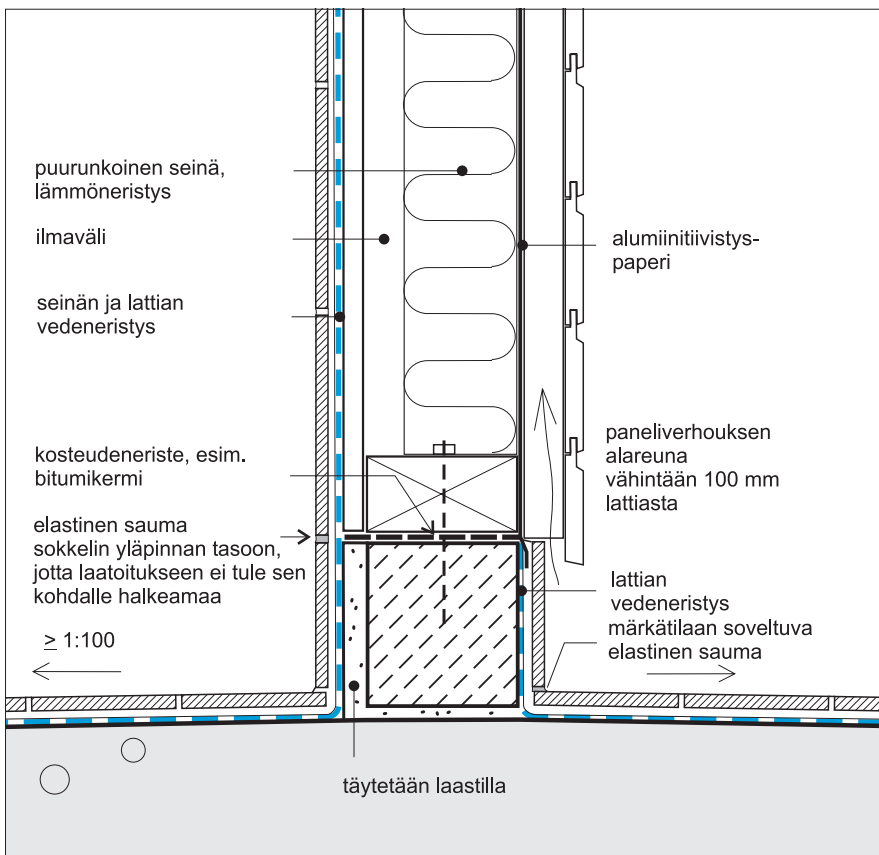 puurunkoinen seinä,
lämmöneristys
ilmaväli
seinän ja lattian
vedeneristys
kosteudeneriste, esim.
bitumikermi
elastinen sauma
sokkelin yläpinnan tasoon,
jotta laatoitukseen ei tule sen
kohdalle halkeamaa
≥ 1:100
alumiinitiivistys-
paperi
paneliverhouksen
alareuna
vähintään 100 mm
lattiasta
lattian
vedeneristys
märkätilaan soveltuva
elastinen sauma
täytetään laastilla